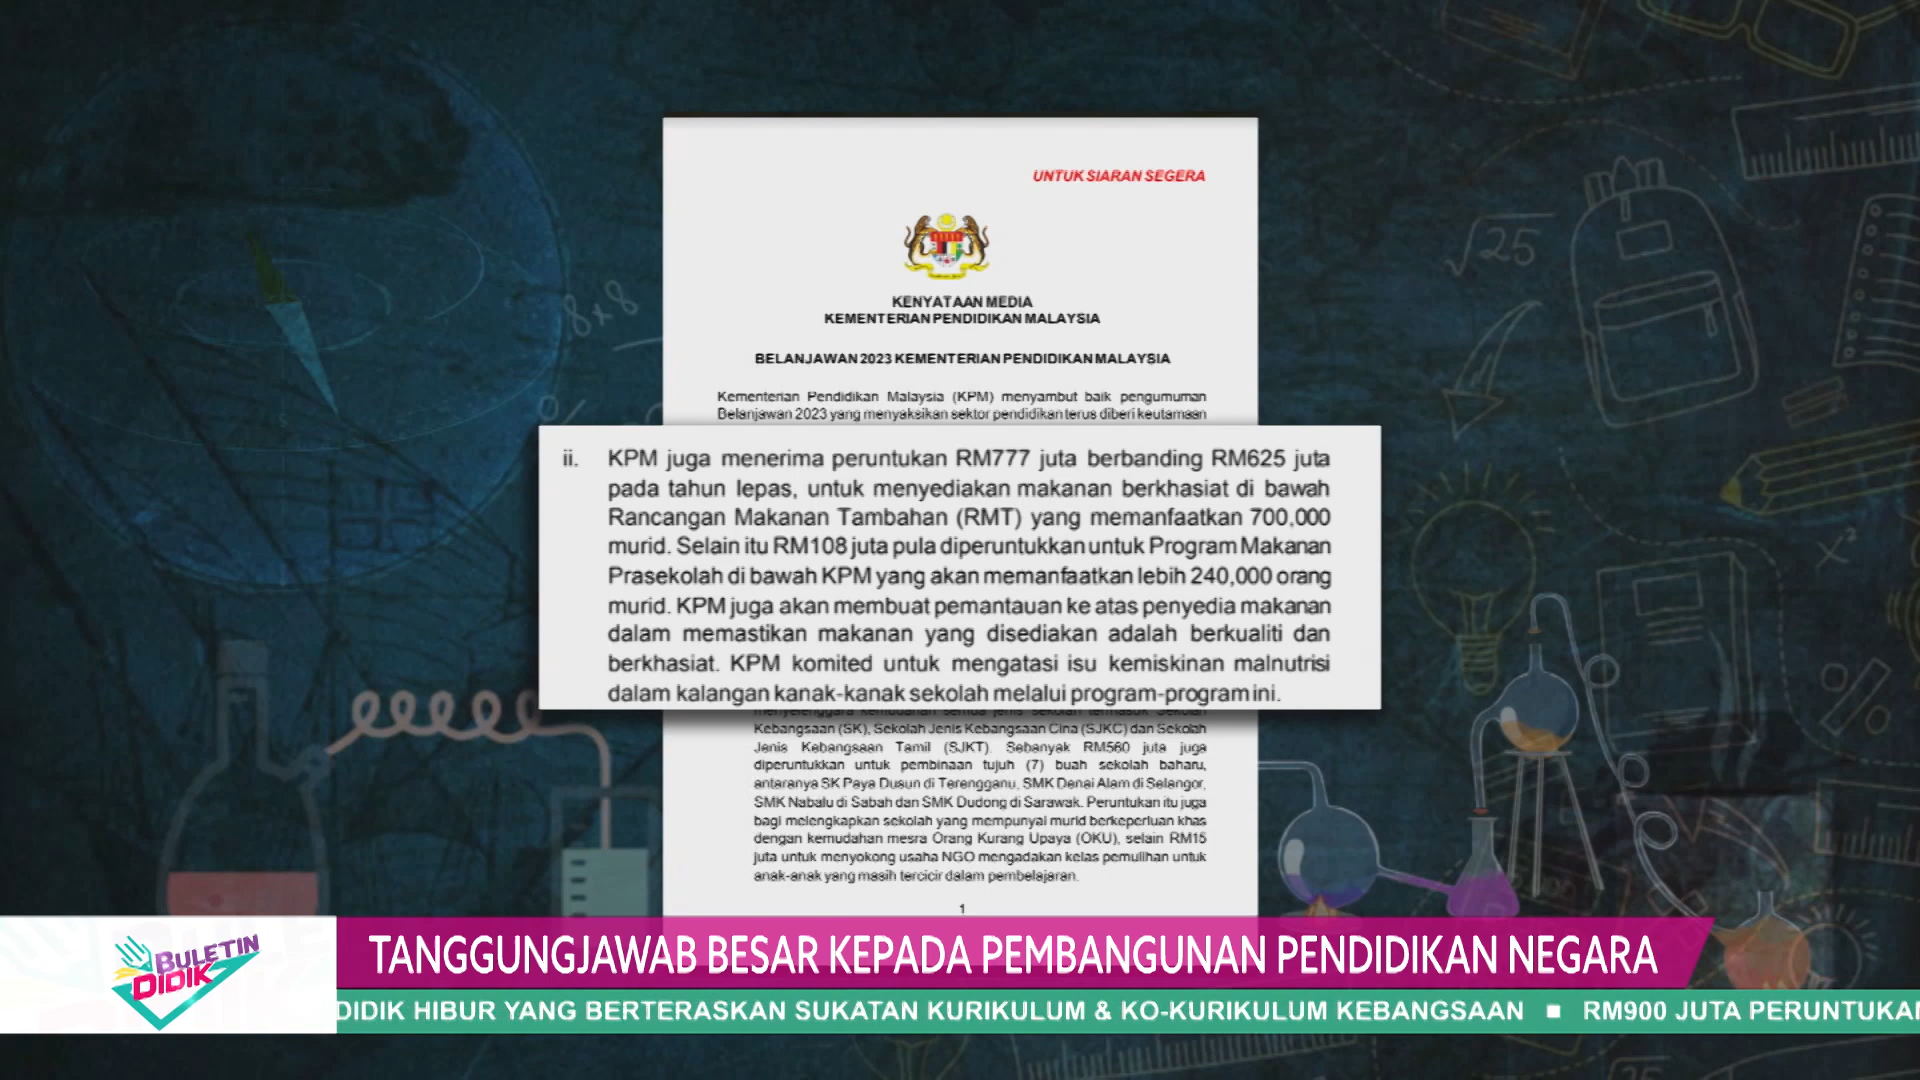 UNTUK SIARAN SEGERA
KENYATAAN MEDIA
KEMENTERIAN PENDIDIKAN MALAYSIA
BELANJAWAN 2023 KEMENTERIAN PENDIDIKAN MALAYSIA
Kementerian Pendidikan Malaysia (KPM) menyambut baik pengumuman
Belanjawan 2023 yang menyaksikan sektor pendidikan terus diberi keutamaan
ii. KPM juga menerima peruntukan RM777 juta berbanding RM625 juta
pada tahun lepas, untuk menyediakan makanan berkhasiat di bawah
Rancangan Makanan Tambahan (RMT) yang memanfaatkan 700,000
murid. Selain itu RM108 juta pula diperuntukkan untuk Program Makanan
Prasekolah di bawah KPM yang akan memanfaatkan lebih 240,000 orang
murid. KPM juga akan membuat pemantauan ke atas penyedia makanan
dalam memastikan makanan yang disediakan adalah berkualiti dan
berkhasiat. KPM komited untuk mengatasi isu kemiskinan malnutrisi
dalam kalangan kanak-kanak sekolah melalui program-program ini.
menyelenggara kemudahan semua jenis sekolah termasuk Sekolah
Kebangsaan (SK), Sekolah Jenis Kebangsaan Cina (SJKC) dan Sekolah
Jenis Kebangsaan Tamil (SJKT). Sebanyak RM560 juta juga
diperuntukkan untuk pembinaan tujuh (7) buah sekolah baharu,
antaranya SK Paya Dusun di Terengganu, SMK Denai Alam di Selangor,
SMK Nabalu di Sabah dan SMK Dudong di Sarawak. Peruntukan itu juga
bagi melengkapkan sekolah yang mempunyai murid berkeperluan khas
dengan kemudahan mesra Orang Kurang Upaya (OKU), selain RM15
juta untuk menyokong usaha NGO mengadakan kelas pemulihan untuk
anak-anak yang masih tercicir dalam pembelajaran.
1
√25
8x8
x²
BULETIN
DIDIK
TANGGUNGJAWAB BESAR KEPADA PEMBANGUNAN PENDIDIKAN NEGARA
DIDIK HIBUR YANG BERTERASKAN SUKATAN KURIKULUM & KO-KURIKULUM KEBANGSAAN ■ RM900 JUTA PERUNTUKAN